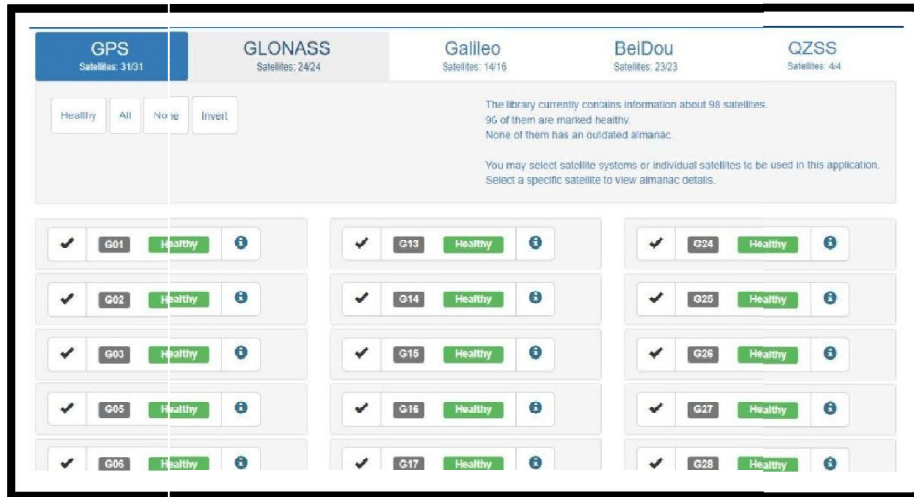 GPS
Satellites: 31/31
GLONASS
Satellites: 24/24
Galileo
Satellites: 14/16
BeiDou
Satellites: 23/23
QZSS
Satellites: 4/4
Healthy All None Invert
The library currently contains information about 98 satellites.
96 of them are marked healthy.
None of them has an outdated almanac.
You may select satellite systems or individual satellites to be used in this application.
Select a specific satellite to view almanac details.
G01 Healthy G13 Healthy G24 Healthy
G02 Healthy G14 Healthy G25 Healthy
G03 Healthy G15 Healthy G26 Healthy
G05 Healthy G16 Healthy G27 Healthy
G06 Healthy G17 Healthy G28 Healthy